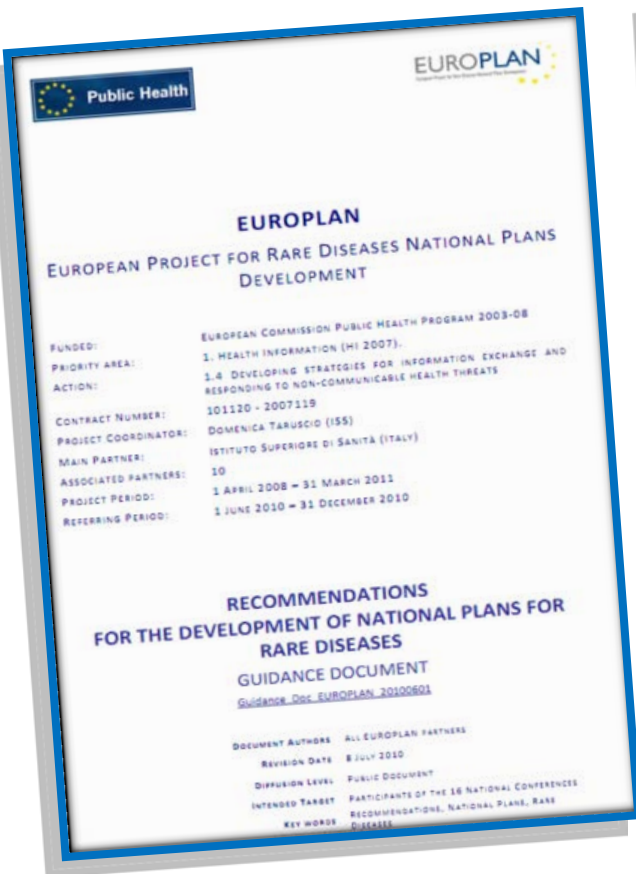 Public Health
EUROPLAN
EUROPLAN
EUROPEAN PROJECT FOR RARE DISEASES NATIONAL PLANS
DEVELOPMENT
FUNDED: EUROPEAN COMMISSION PUBLIC HEALTH PROGRAM 2003-08
PRIORITY AREA: 1. HEALTH INFORMATION (HI 2007).
ACTION: 1.4 DEVELOPING STRATEGIES FOR INFORMATION EXCHANGE AND
RESPONDING TO NON-COMMUNICABLE HEALTH THREATS
CONTRACT NUMBER: 101120 - 2007119
PROJECT COORDINATOR: DOMENICA TARUSCIO (ISS)
MAIN PARTNER: ISTITUTO SUPERIORE DI SANITÀ (ITALY)
ASSOCIATED PARTNERS: 10
PROJECT PERIOD: 1 APRIL 2008 – 31 MARCH 2011
REFERRING PERIOD: 1 JUNE 2010 – 31 DECEMBER 2010
RECOMMENDATIONS
FOR THE DEVELOPMENT OF NATIONAL PLANS FOR
RARE DISEASES
GUIDANCE DOCUMENT
Guidance_Doc_EUROPLAN_20100601
DOCUMENT AUTHORS ALL EUROPLAN PARTNERS
REVISION DATE 8 JULY 2010
DIFFUSION LEVEL PUBLIC DOCUMENT
INTENDED TARGET PARTICIPANTS OF THE 16 NATIONAL CONFERENCES
KEY WORDS RECOMMENDATIONS, NATIONAL PLANS, RARE
DISEASES